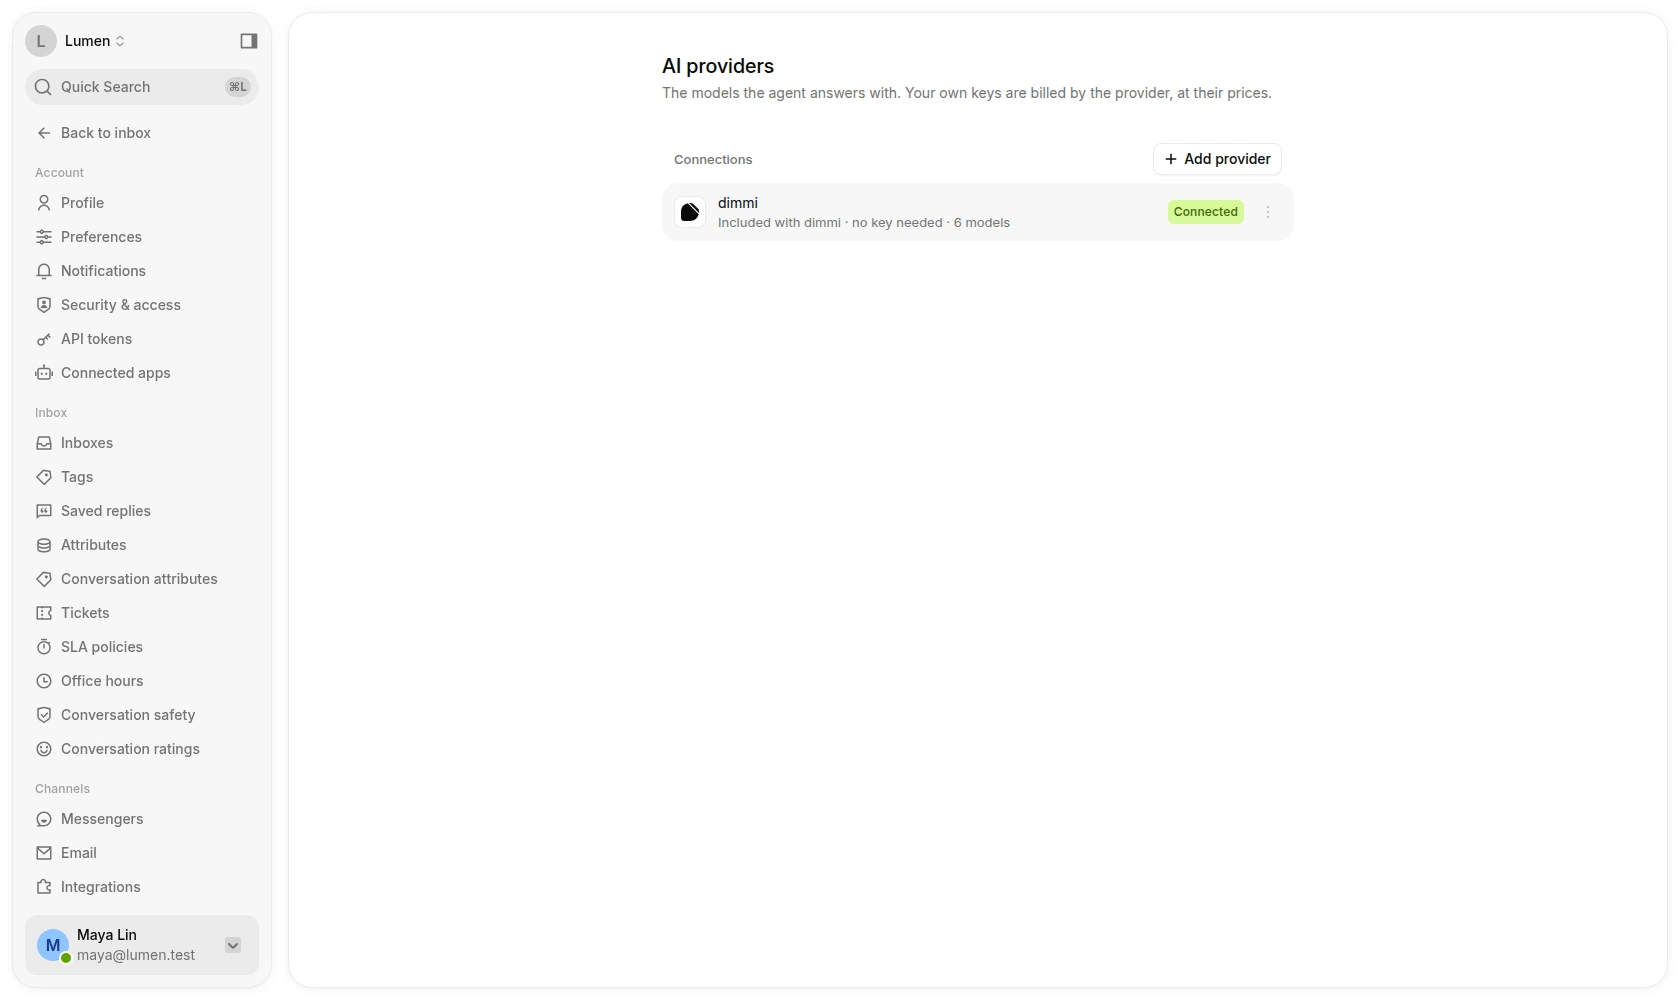 L
Lumen
Quick Search
⌘L
Back to inbox
Account
Profile
Preferences
Notifications
Security & access
API tokens
Connected apps
Inbox
Inboxes
Tags
Saved replies
Attributes
Conversation attributes
Tickets
SLA policies
Office hours
Conversation safety
Conversation ratings
Channels
Messengers
Email
Integrations
M
Maya Lin
maya@lumen.test
AI providers
The models the agent answers with. Your own keys are billed by the provider, at their prices.
Connections
Add provider
dimmi
Included with dimmi · no key needed · 6 models
Connected